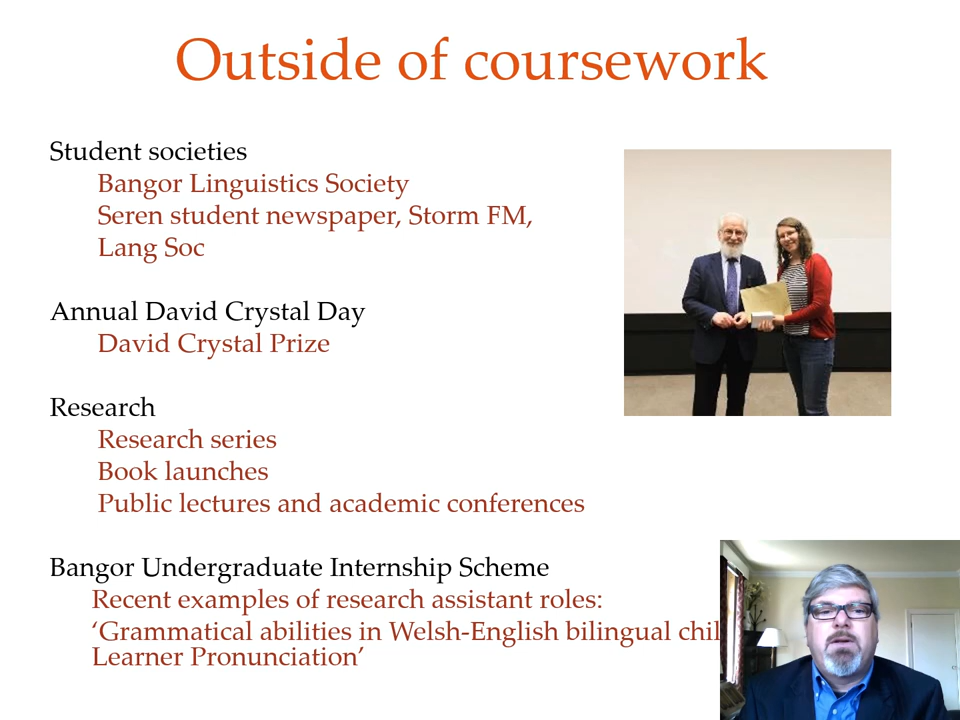 Outside of coursework
Student societies
Bangor Linguistics Society
Seren student newspaper, Storm FM,
Lang Soc
Annual David Crystal Day
David Crystal Prize
Research
Research series
Book launches
Public lectures and academic conferences
Bangor Undergraduate Internship Scheme
Recent examples of research assistant roles:
‘Grammatical abilities in Welsh-English bilingual
Learner Pronunciation’